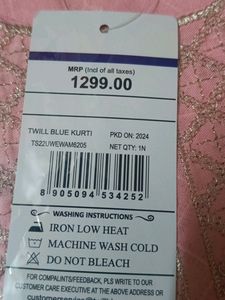 MRP (Incl of all taxes)
1299.00
TWILL BLUE KURTI PKD ON: 2024
TS22UWEWAM6205 NET QTY: 1N
8 905094 534252
WASHING INSTRUCTIONS
IRON LOW HEAT
MACHINE WASH COLD
DO NOT BLEACH
FOR COMPALINTS/FEEDBACK, PLS WRITE TO OUR
CUSTOMER CARE EXECUTIVE AT THE ABOVE ADDRESS OR